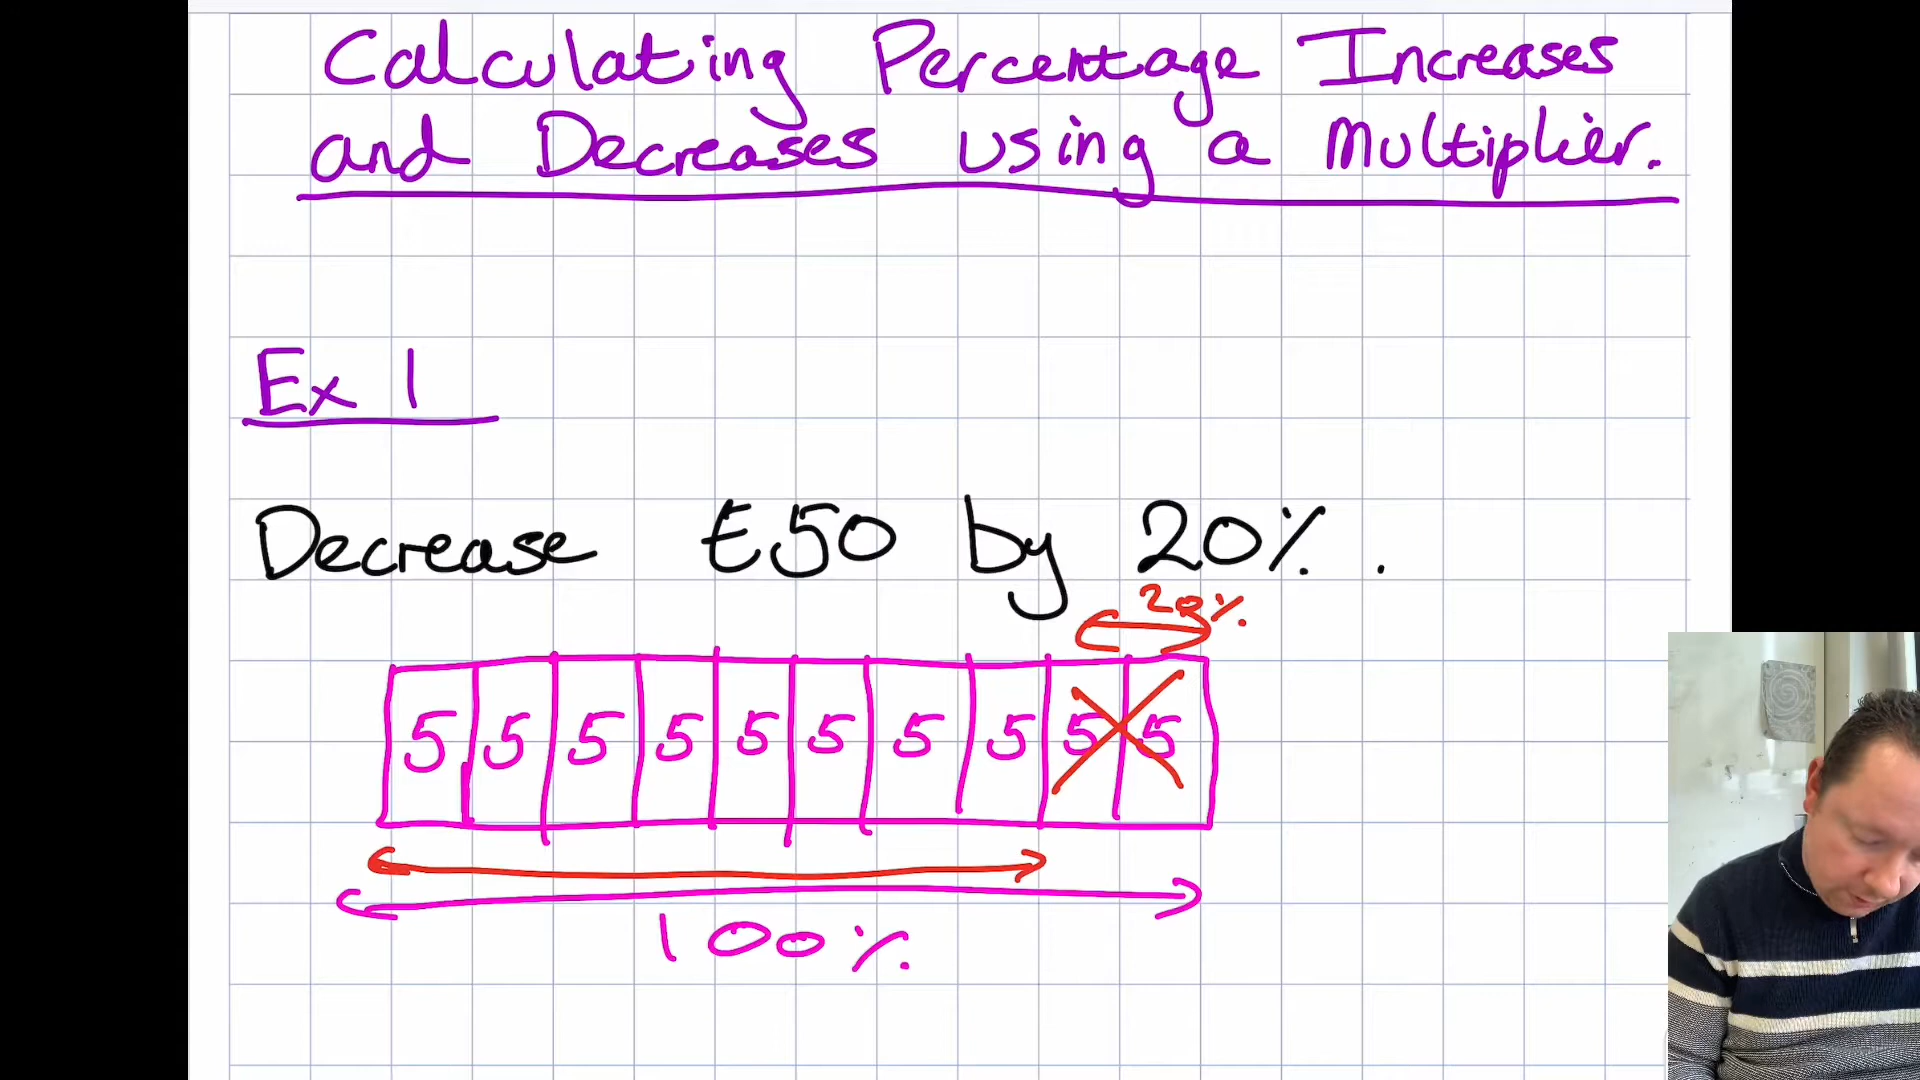 Calculating Percentage Increases
and Decreases using a Multiplier.
Ex 1
Decrease £50 by 20%.
20%
5 5 5 5 5 5 5 5 5 5
100%